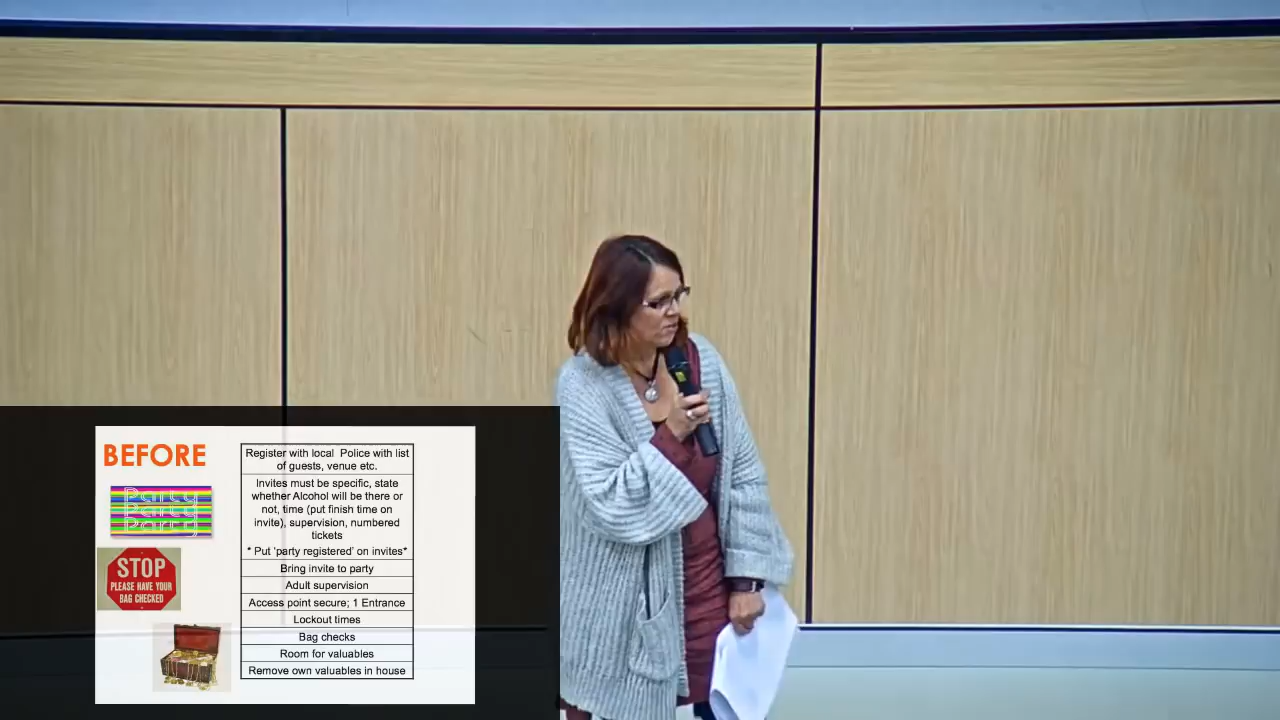 BEFORE
Party
Party
Party
STOP
PLEASE HAVE YOUR
BAG CHECKED
Register with local Police with list
of guests, venue etc.
Invites must be specific, state
whether Alcohol will be there or
not, time (put finish time on
invite), supervision, numbered
tickets
* Put 'party registered' on invites*
Bring invite to party
Adult supervision
Access point secure; 1 Entrance
Lockout times
Bag checks
Room for valuables
Remove own valuables in house